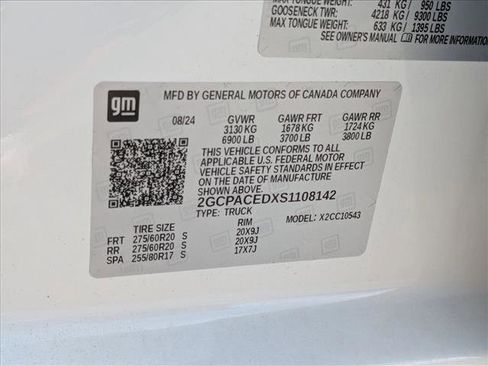 MAX TONGUE WEIGHT: 431 KG / 950 LBS
GOOSENECK TWR: 4218 KG / 9300 LBS
MAX TONGUE WEIGHT: 633 KG / 1395 LBS
SEE OWNER'S MANUAL FOR MORE INFORMATION
gm
MFD BY GENERAL MOTORS OF CANADA COMPANY
08/24 GVWR GAWR FRT GAWR RR
3130 KG 1678 KG 1724 KG
6900 LB 3700 LB 3800 LB
THIS VEHICLE CONFORMS TO ALL
APPLICABLE U.S. FEDERAL MOTOR
VEHICLE SAFETY STANDARDS IN EFFECT
ON THE DATE OF MANUFACTURE
SHOWN ABOVE.
2GCPACEDXS1108142
TYPE: TRUCK MODEL: X2CC10543
TIRE SIZE RIM
FRT 275/60R20 S 20X9J
RR 275/60R20 S 20X9J
SPA 255/80R17 S 17X7J